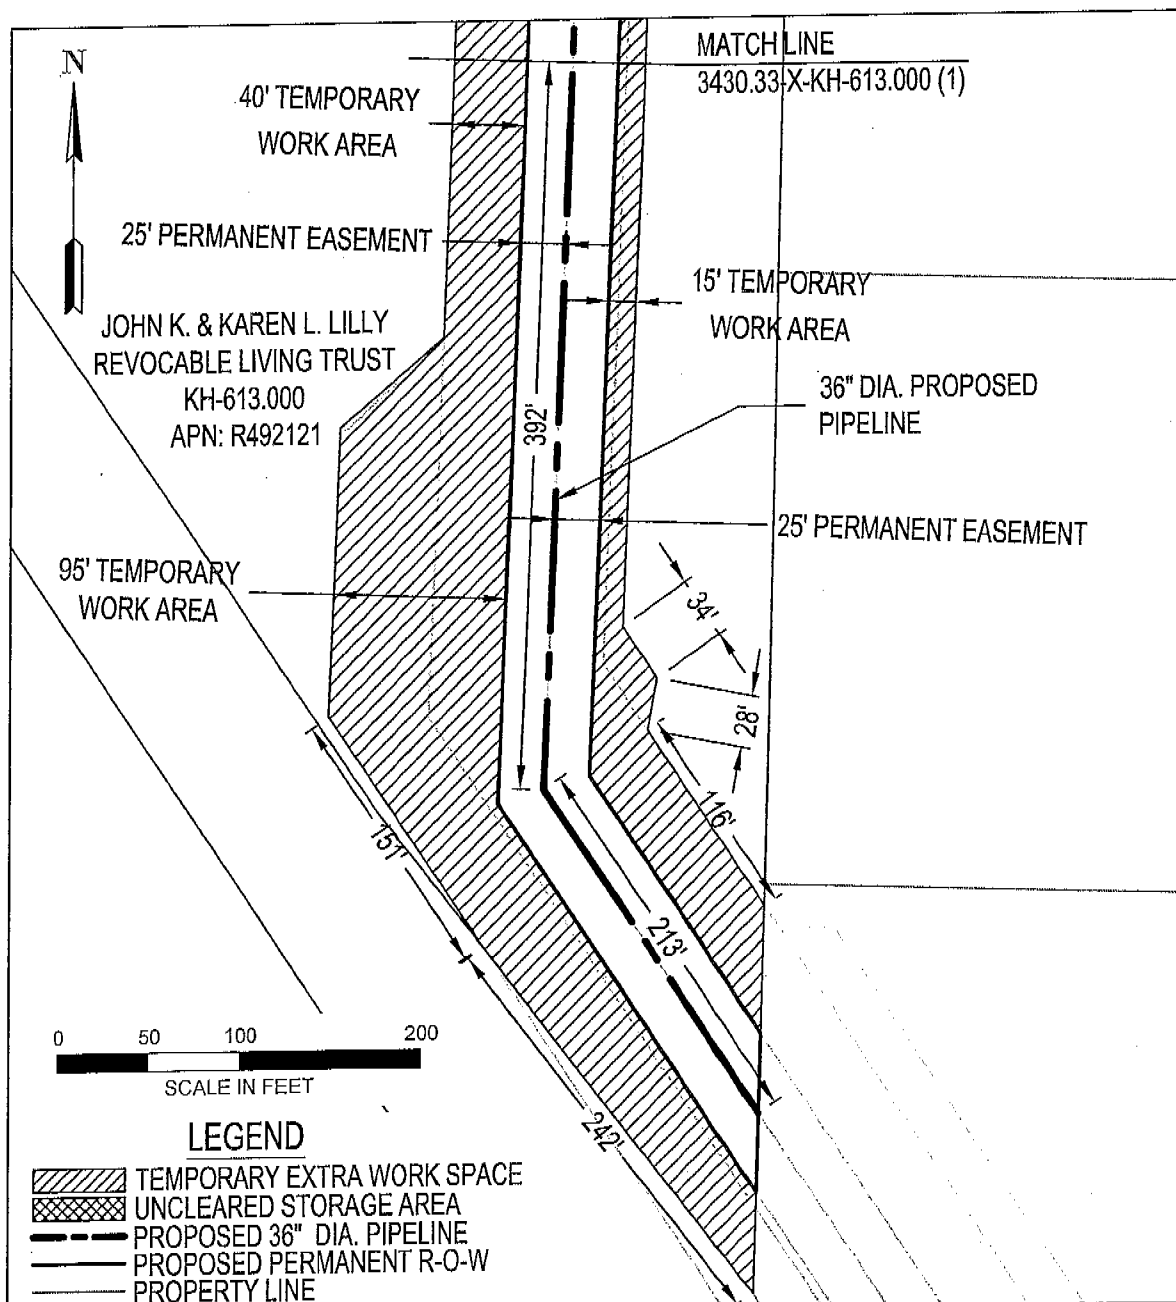 N
MATCH LINE
3430.33-X-KH-613.000 (1)
40' TEMPORARY
WORK AREA
25' PERMANENT EASEMENT
15' TEMPORARY
WORK AREA
JOHN K. & KAREN L. LILLY
REVOCABLE LIVING TRUST
KH-613.000
APN: R492121
36" DIA. PROPOSED
PIPELINE
392'
25' PERMANENT EASEMENT
95' TEMPORARY
WORK AREA
34'
28'
116'
151'
213'
242'
0 50 100 200
SCALE IN FEET
LEGEND
TEMPORARY EXTRA WORK SPACE
UNCLEARED STORAGE AREA
PROPOSED 36" DIA. PIPELINE
PROPOSED PERMANENT R-O-W
PROPERTY LINE